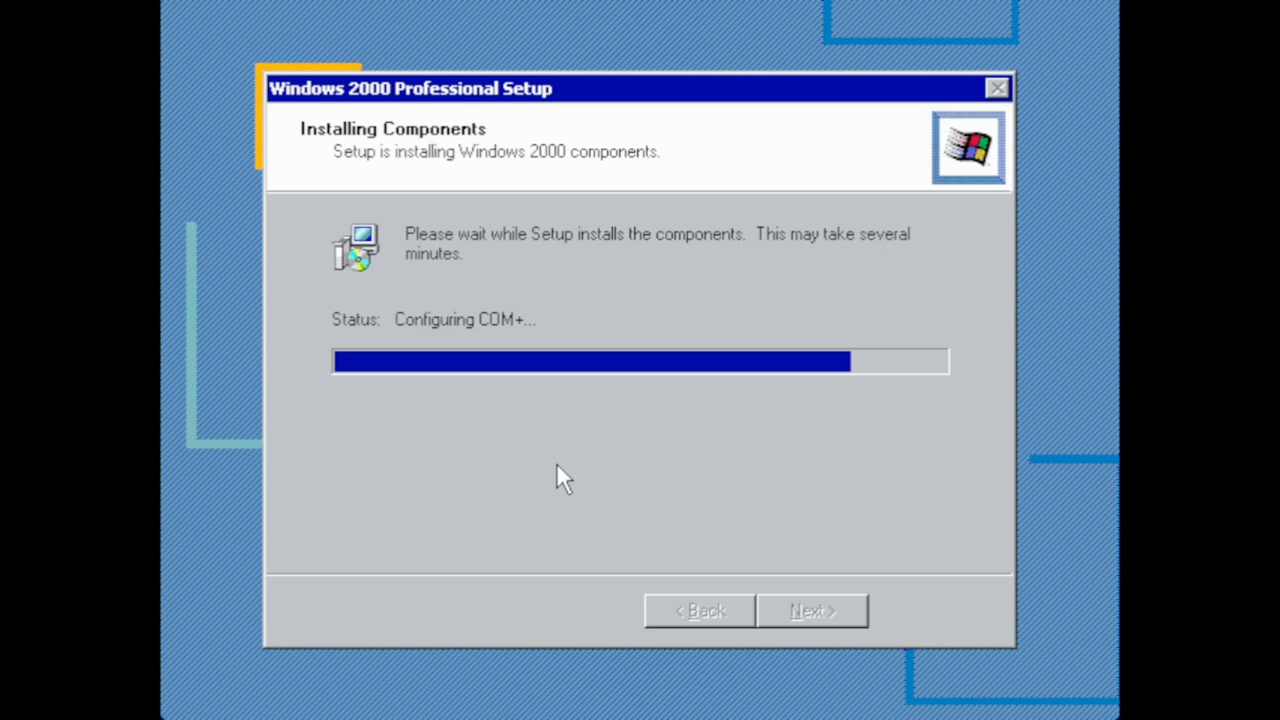 Windows 2000 Professional Setup
Installing Components
Setup is installing Windows 2000 components.
Please wait while Setup installs the components.  This may take several
minutes.
Status:   Configuring COM+...
< Back
Next >